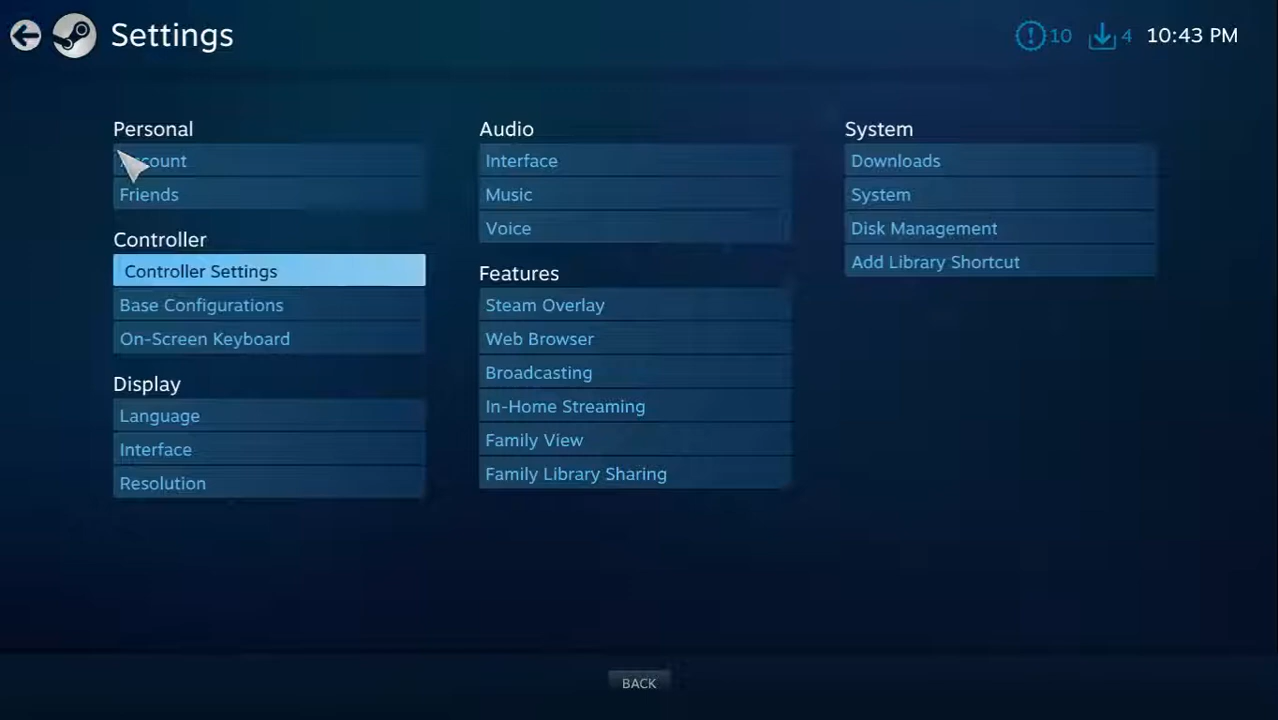 Settings
10
4
10:43 PM
Personal
Account
Friends
Controller
Controller Settings
Base Configurations
On-Screen Keyboard
Display
Language
Interface
Resolution
Audio
Interface
Music
Voice
Features
Steam Overlay
Web Browser
Broadcasting
In-Home Streaming
Family View
Family Library Sharing
System
Downloads
System
Disk Management
Add Library Shortcut
BACK